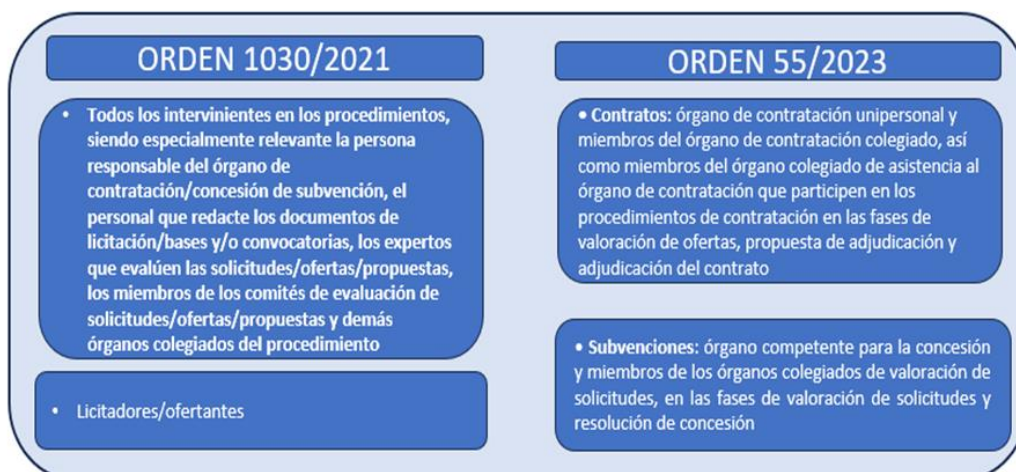 ORDEN 1030/2021
• Todos los intervinientes en los procedimientos,
siendo especialmente relevante la persona
responsable del órgano de
contratación/concesión de subvención, el
personal que redacte los documentos de
licitación/bases y/o convocatorias, los expertos
que evalúen las solicitudes/ofertas/propuestas,
los miembros de los comités de evaluación de
solicitudes/ofertas/propuestas y demás
órganos colegiados del procedimiento
• Licitadores/ofertantes
ORDEN 55/2023
• Contratos: órgano de contratación unipersonal y
miembros del órgano de contratación colegiado, así
como miembros del órgano colegiado de asistencia al
órgano de contratación que participen en los
procedimientos de contratación en las fases de
valoración de ofertas, propuesta de adjudicación y
adjudicación del contrato
• Subvenciones: órgano competente para la concesión
y miembros de los órganos colegiados de valoración de
solicitudes, en las fases de valoración de solicitudes y
resolución de concesión